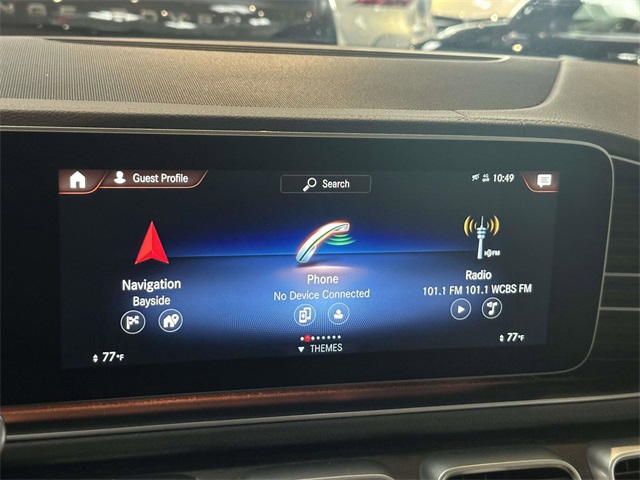 Guest Profile
Search
10:49
Navigation
Bayside
Phone
No Device Connected
Radio
101.1 FM 101.1 WCBS FM
77°F
THEMES
77°F